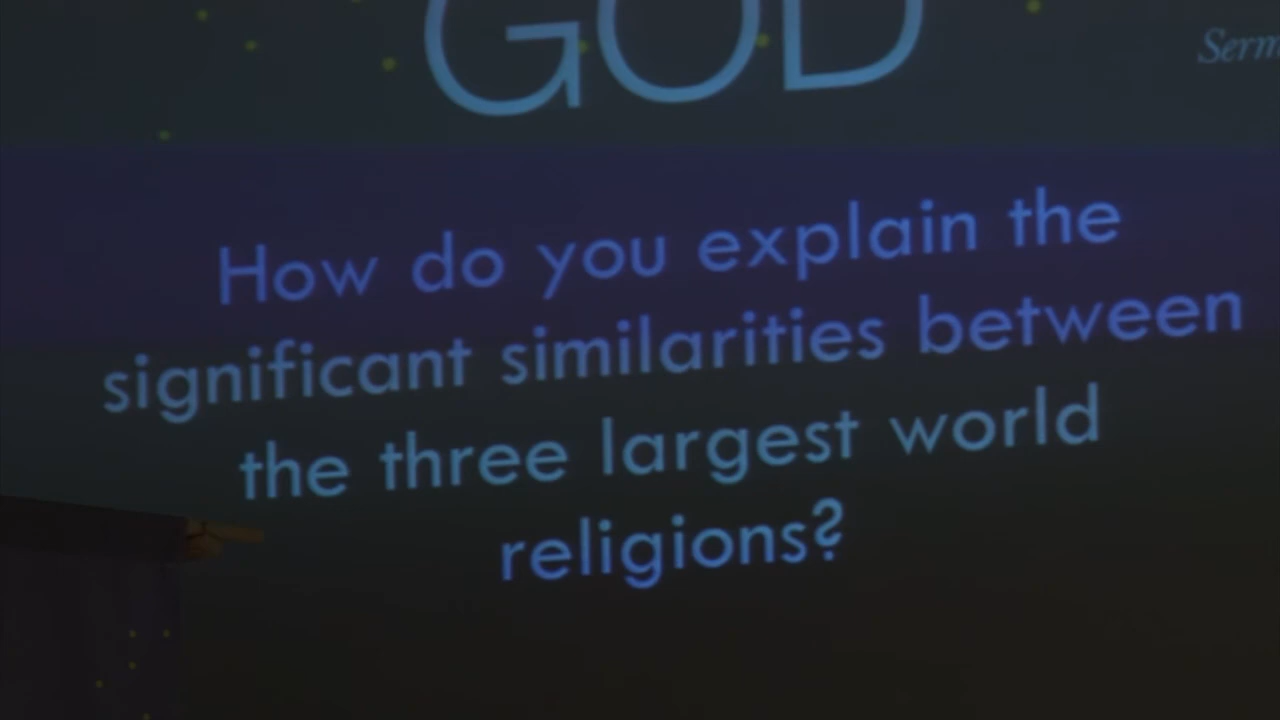 GOD
How do you explain the
significant similarities between
the three largest world
religions?